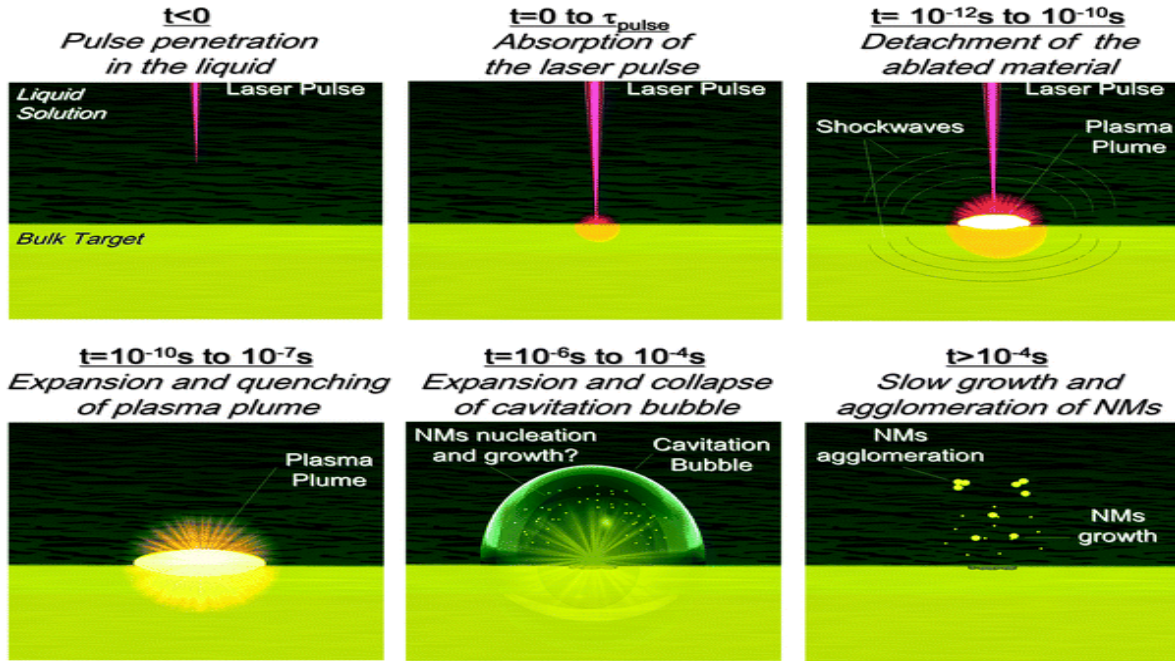 t<0
Pulse penetration
in the liquid
Liquid
Solution
Laser Pulse
Bulk Target
t=0 to τpulse
Absorption of
the laser pulse
Laser Pulse
t= 10⁻¹²s to 10⁻¹⁰s
Detachment of the
ablated material
Laser Pulse
Shockwaves
Plasma
Plume
t=10⁻¹⁰s to 10⁻⁷s
Expansion and quenching
of plasma plume
Plasma
Plume
t=10⁻⁶s to 10⁻⁴s
Expansion and collapse
of cavitation bubble
NMs nucleation
and growth?
Cavitation
Bubble
t>10⁻⁴s
Slow growth and
agglomeration of NMs
NMs
agglomeration
NMs
growth